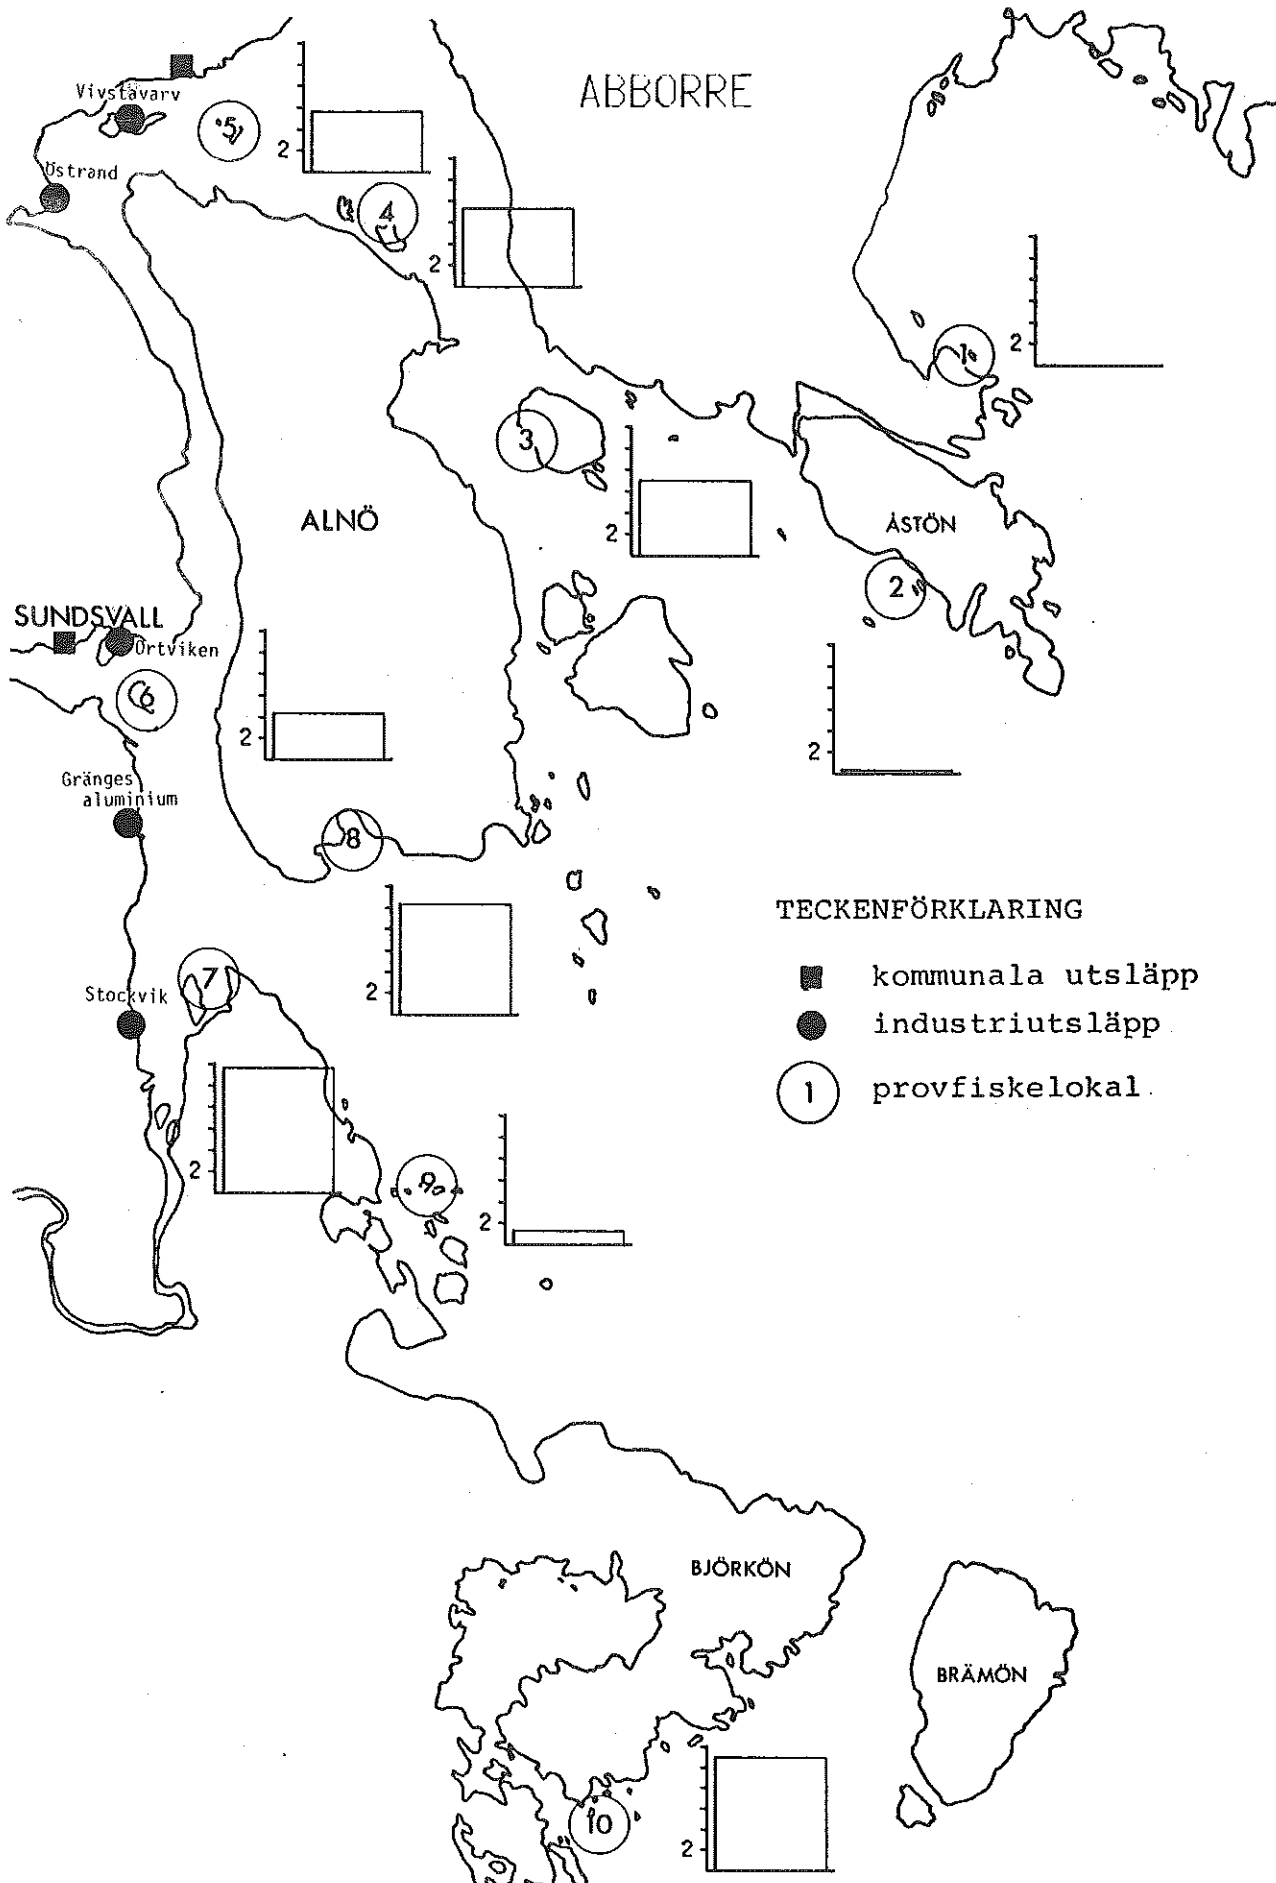 ABBORRE
Vivstavarv
5
2
Östrand
4
2
2
1
3
ALNÖ
2
ÅSTÖN
2
SUNDSVALL
Ortviken
6
2
2
Gränges
aluminium
8
TECKENFÖRKLARING
kommunala utsläpp
7
2
Stockvik
industriutsläpp
1 provfiskelokal
2
9
2
BJÖRKÖN
BRÄMÖN
10
2